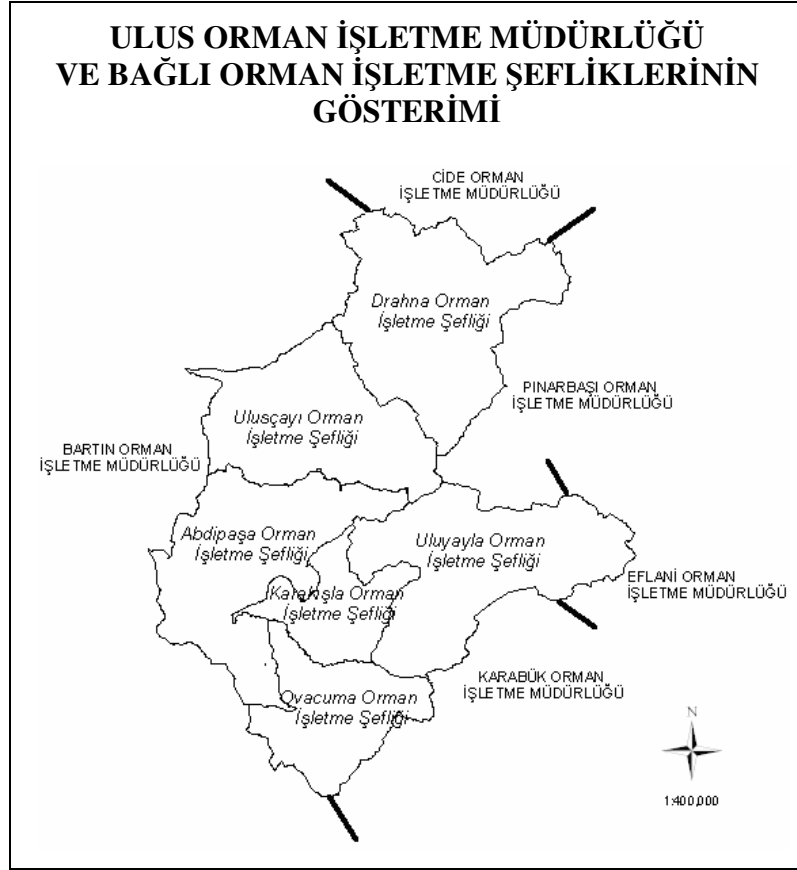 ULUS ORMAN İŞLETME MÜDÜRLÜĞÜ
VE BAĞLI ORMAN İŞLETME ŞEFLİKLERİNİN
GÖSTERİMİ
CİDE ORMAN
İŞLETME MÜDÜRLÜĞÜ
Drahna Orman
İşletme Şefliği
PINARBAŞI ORMAN
İŞLETME MÜDÜRLÜĞÜ
Ulusçayı Orman
İşletme Şefliği
BARTIN ORMAN
İŞLETME MÜDÜRLÜĞÜ
Abdipaşa Orman
İşletme Şefliği
Uluyayla Orman
İşletme Şefliği
EFLANİ ORMAN
İŞLETME MÜDÜRLÜĞÜ
Karakışla Orman
İşletme Şefliği
KARABÜK ORMAN
İŞLETME MÜDÜRLÜĞÜ
Ovacuma Orman
İşletme Şefliği
N
1:400,000